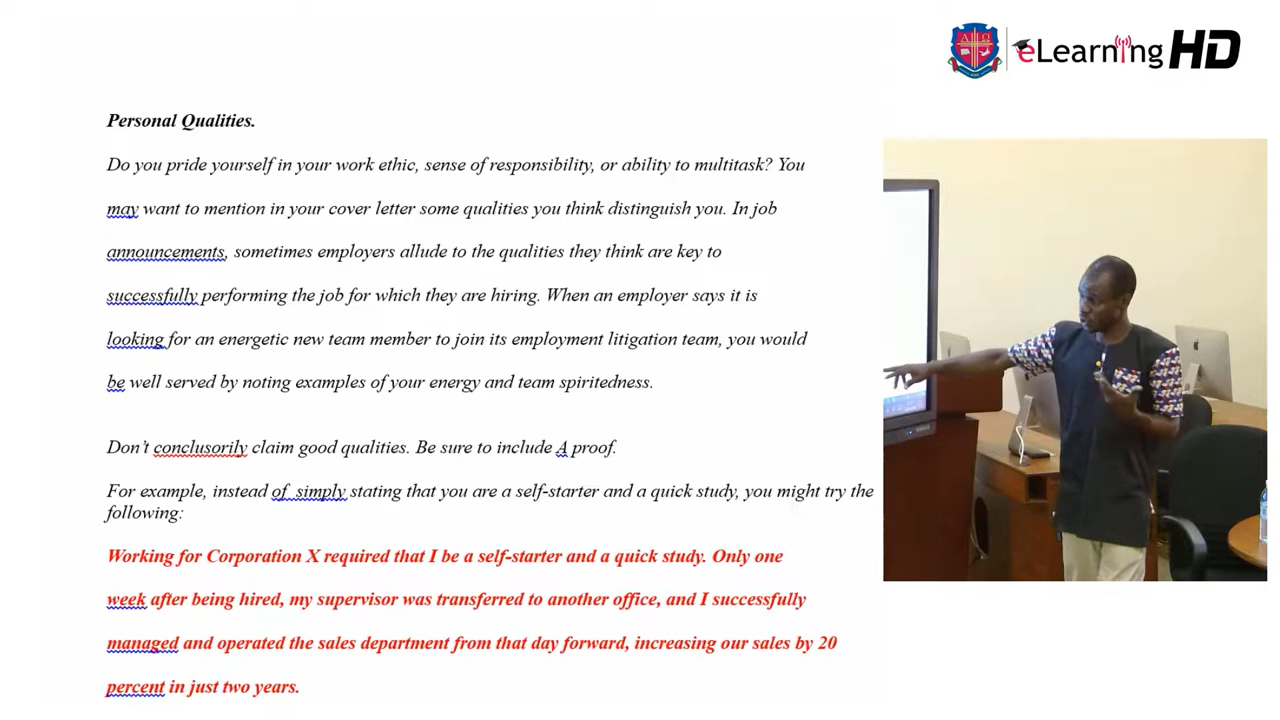 eLearning HD
Personal Qualities.
Do you pride yourself in your work ethic, sense of responsibility, or ability to multitask? You
may want to mention in your cover letter some qualities you think distinguish you. In job
announcements, sometimes employers allude to the qualities they think are key to
successfully performing the job for which they are hiring. When an employer says it is
looking for an energetic new team member to join its employment litigation team, you would
be well served by noting examples of your energy and team spiritedness.
Don’t conclusorily claim good qualities. Be sure to include A proof.
For example, instead of  simply stating that you are a self-starter and a quick study, you might try the
following:
Working for Corporation X required that I be a self-starter and a quick study. Only one
week after being hired, my supervisor was transferred to another office, and I successfully
managed and operated the sales department from that day forward, increasing our sales by 20
percent in just two years.